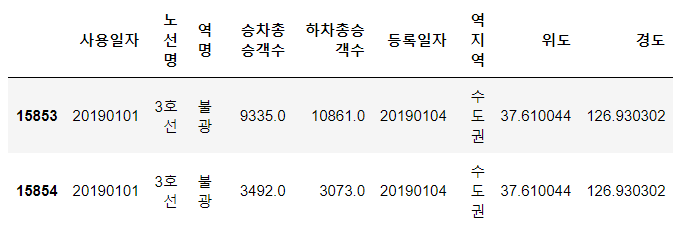 사용일자 노선명 역명 승차총승객수 하차총승객수 등록일자 역지역 위도 경도
15853 20190101 3호선 불광 9335.0 10861.0 20190104 수도권 37.610044 126.930302
15854 20190101 3호선 불광 3492.0 3073.0 20190104 수도권 37.610044 126.930302